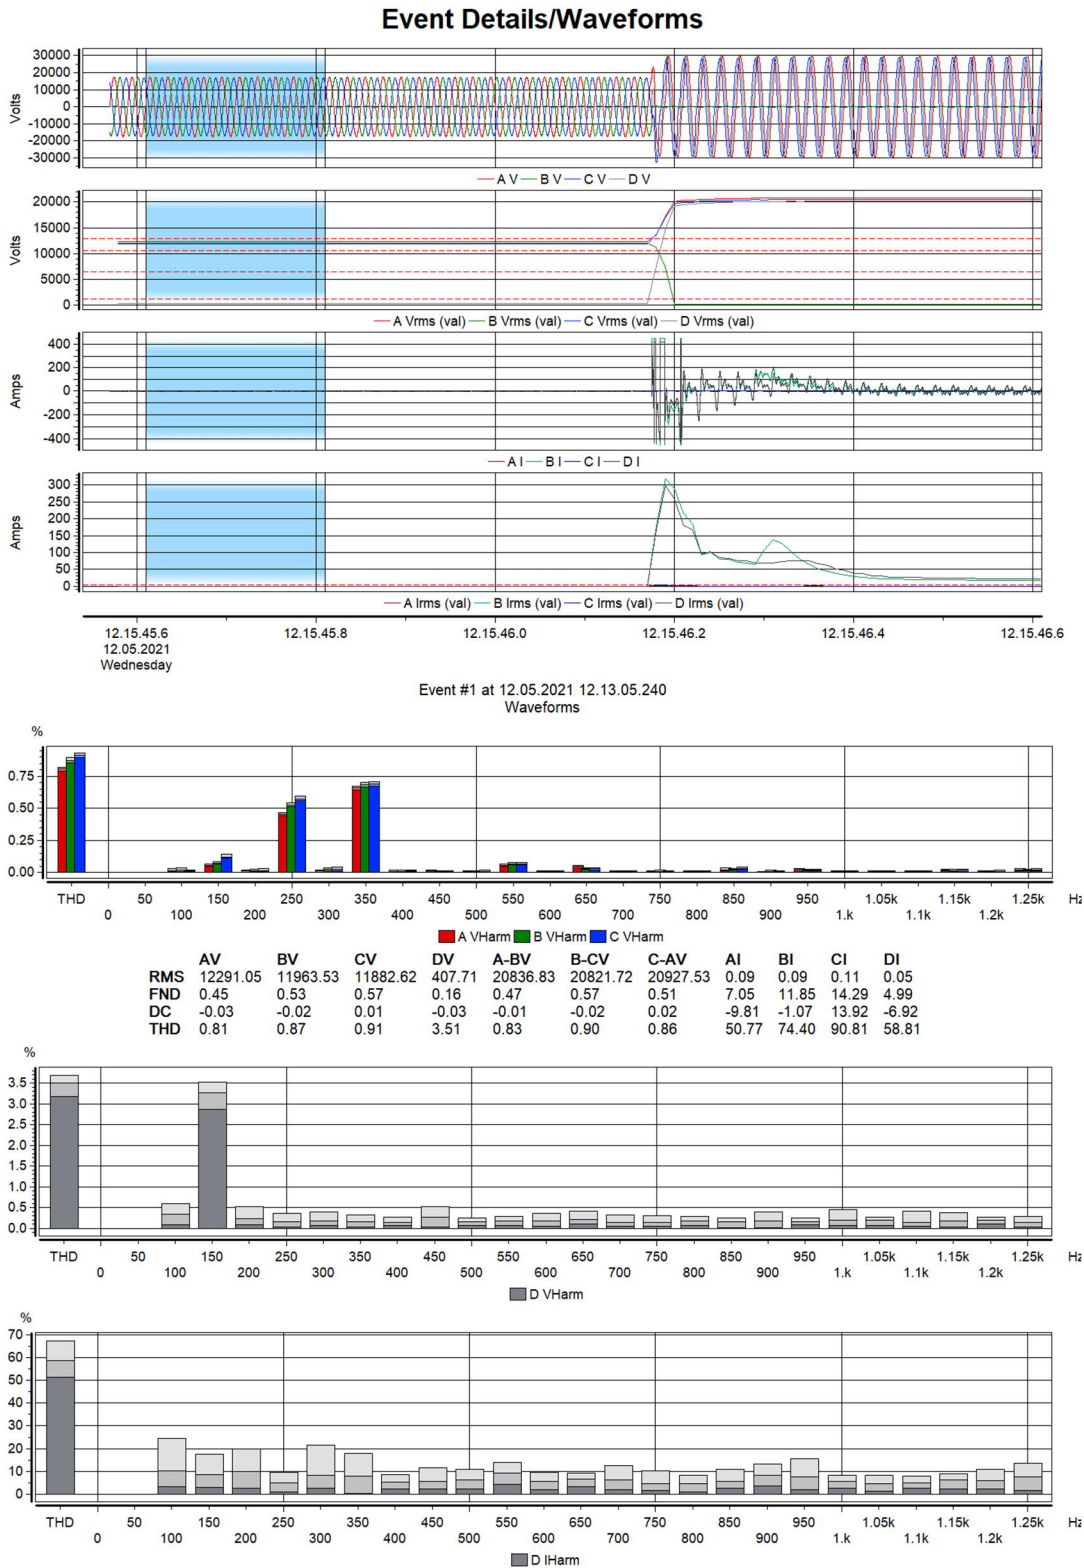 Event Details/Waveforms
30000
20000
10000
0
-10000
-20000
-30000
Volts
A V B V C V D V
20000
15000
10000
5000
0
Volts
A Vrms (val) B Vrms (val) C Vrms (val) D Vrms (val)
400
200
0
-200
-400
Amps
A I B I C I D I
300
250
200
150
100
50
0
Amps
A Irms (val) B Irms (val) C Irms (val) D Irms (val)
12.15.45.6 12.15.45.8 12.15.46.0 12.15.46.2 12.15.46.4 12.15.46.6
12.05.2021
Wednesday
Event #1 at 12.05.2021 12.13.05.240
Waveforms
%
0.75
0.50
0.25
0.00
THD 50 150 250 350 450 550 650 750 850 950 1.05k 1.15k 1.25k Hz
0 100 200 300 400 500 600 700 800 900 1.k 1.1k 1.2k
A VHarm B VHarm C VHarm
AV BV CV DV A-BV B-CV C-AV AI BI CI DI
RMS 12291.05 11963.53 11882.62 407.71 20836.83 20821.72 20927.53 0.09 0.09 0.11 0.05
FND 0.45 0.53 0.57 0.16 0.47 0.57 0.51 7.05 11.85 14.29 4.99
DC -0.03 -0.02 0.01 -0.03 -0.01 -0.02 0.02 -9.81 -1.07 13.92 -6.92
THD 0.81 0.87 0.91 3.51 0.83 0.90 0.86 50.77 74.40 90.81 58.81
%
3.5
3.0
2.5
2.0
1.5
1.0
0.5
0.0
THD 50 150 250 350 450 550 650 750 850 950 1.05k 1.15k 1.25k Hz
0 100 200 300 400 500 600 700 800 900 1.k 1.1k 1.2k
D VHarm
%
70
60
50
40
30
20
10
0
THD 50 150 250 350 450 550 650 750 850 950 1.05k 1.15k 1.25k Hz
0 100 200 300 400 500 600 700 800 900 1.k 1.1k 1.2k
D IHarm